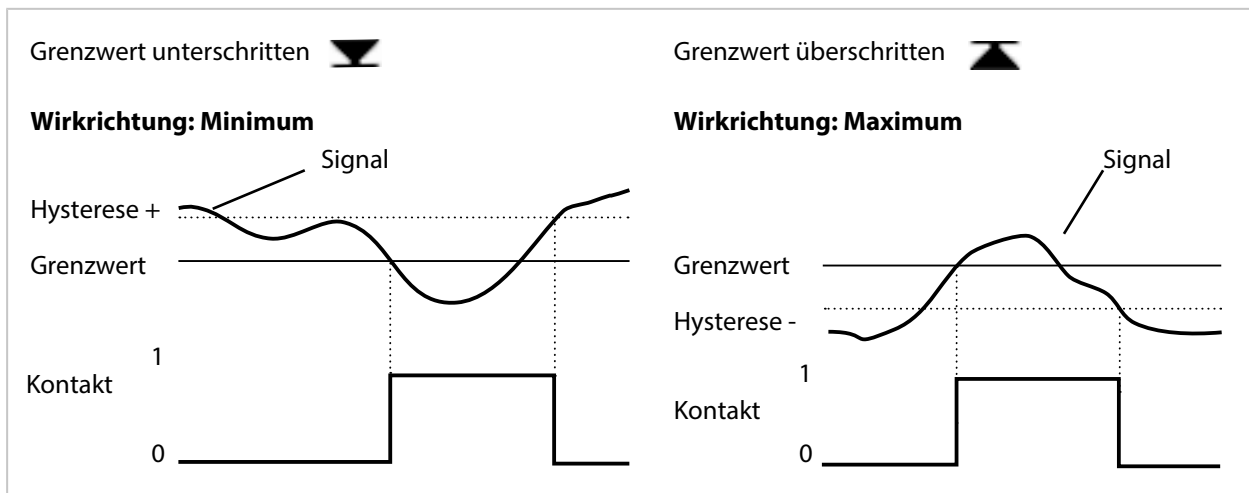 Grenzwert unterschritten
Wirkrichtung: Minimum
Signal
Hysterese +
Grenzwert
1
Kontakt
0
Grenzwert überschritten
Wirkrichtung: Maximum
Signal
Grenzwert
Hysterese -
1
Kontakt
0